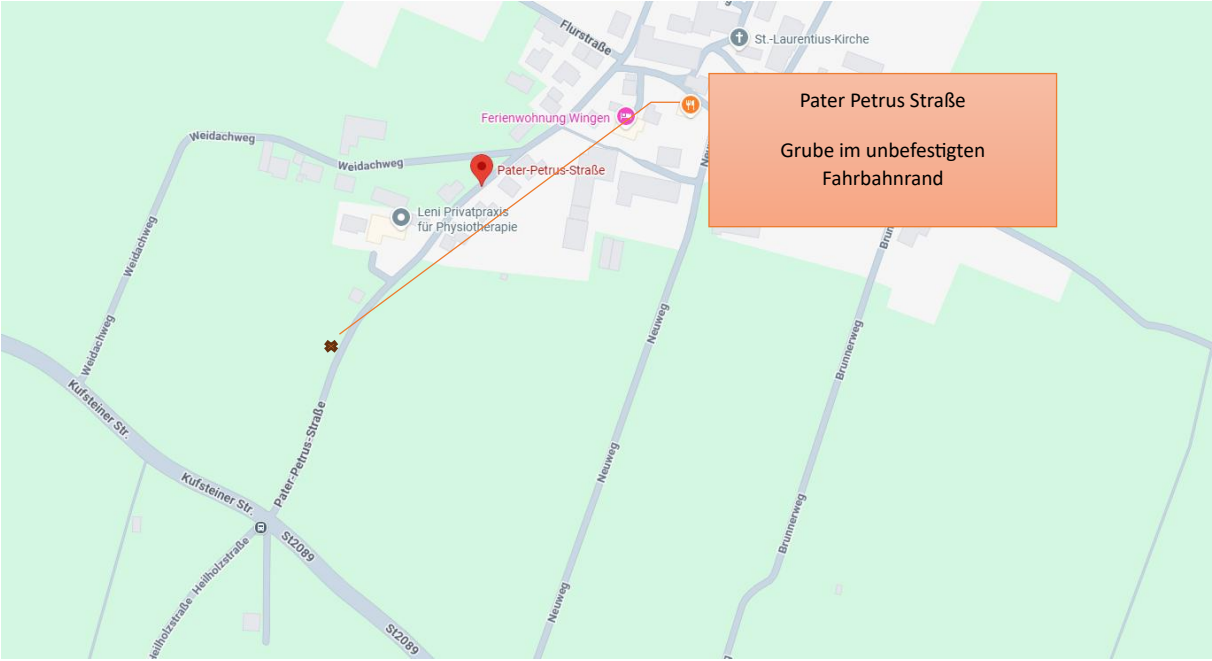 Flurstraße
St.-Laurentius-Kirche
Pater Petrus Straße
Grube im unbefestigten
Fahrbahnrand
Ferienwohnung Wingen
Weidachweg
Weidachweg
Pater-Petrus-Straße
Leni Privatpraxis
für Physiotherapie
Weidachweg
Weidachweg
Neuweg
Brunnerweg
Kufsteiner Str.
Pater-Petrus-Straße
Kufsteiner Str.
Neuweg
Brunnerweg
St2089
Heilholzstraße
Heilholzstraße
Neuweg
St2089